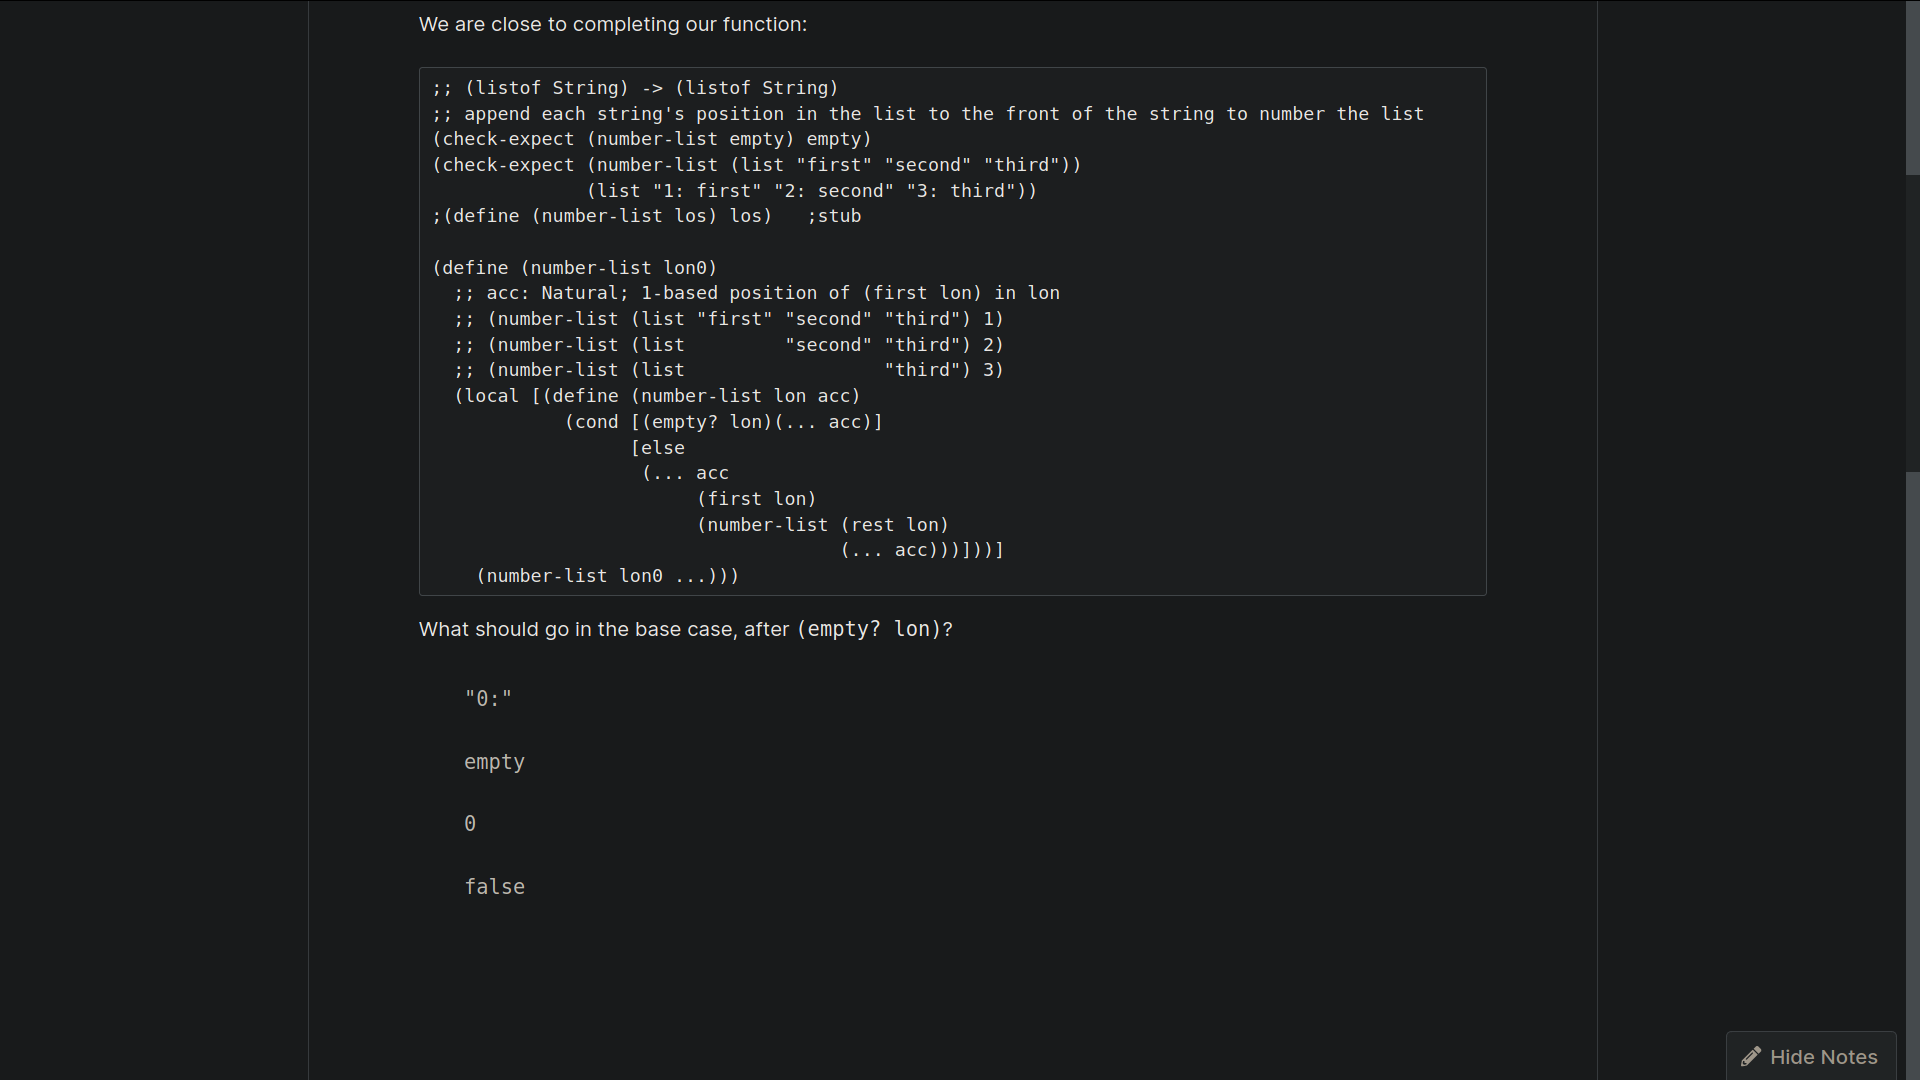 We are close to completing our function:
;; (listof String) -> (listof String)
;; append each string's position in the list to the front of the string to number the list
(check-expect (number-list empty) empty)
(check-expect (number-list (list "first" "second" "third"))
              (list "1: first" "2: second" "3: third"))
;(define (number-list los) los)   ;stub

(define (number-list lon0)
  ;; acc: Natural; 1-based position of (first lon) in lon
  ;; (number-list (list "first" "second" "third") 1)
  ;; (number-list (list         "second" "third") 2)
  ;; (number-list (list                  "third") 3)
  (local [(define (number-list lon acc)
            (cond [(empty? lon)(... acc)]
                  [else
                   (... acc
                        (first lon)
                        (number-list (rest lon)
                                     (... acc)))]))]
    (number-list lon0 ...)))
What should go in the base case, after (empty? lon)?
"0:"
empty
0
false
Hide Notes